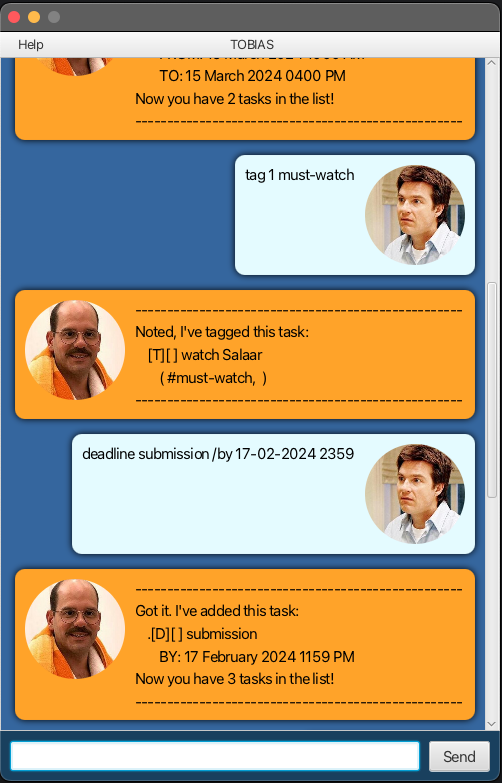 Help
TOBIAS
TO: 15 March 2024 0400 PM
Now you have 2 tasks in the list!
----------------------------------------------------
tag 1 must-watch
----------------------------------------------------
Noted, I've tagged this task:
[T][ ] watch Salaar
( #must-watch,  )
----------------------------------------------------
deadline submission /by 17-02-2024 2359
----------------------------------------------------
Got it. I've added this task:
.[D][ ] submission
BY: 17 February 2024 1159 PM
Now you have 3 tasks in the list!
----------------------------------------------------
Send